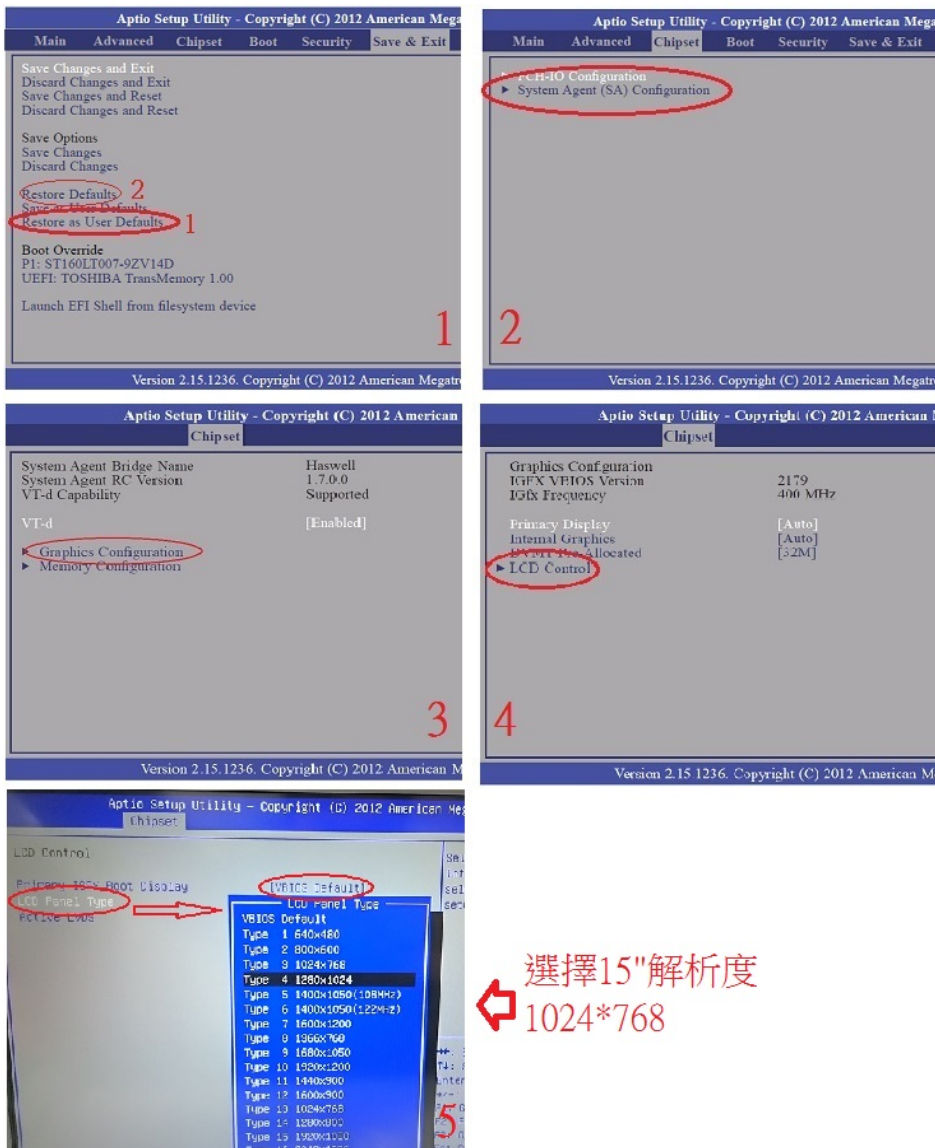 Aptio Setup Utility - Copyright (C) 2012 American Mega
Main Advanced Chipset Boot Security Save & Exit
Save Changes and Exit
Discard Changes and Exit
Save Changes and Reset
Discard Changes and Reset
Save Options
Save Changes
Discard Changes
Restore Defaults 2
Save as User Defaults
Restore as User Defaults 1
Boot Override
P1: ST160LT007-9ZV14D
UEFI: TOSHIBA TransMemory 1.00
Launch EFI Shell from filesystem device
1
Version 2.15.1236. Copyright (C) 2012 American Megatr
Aptio Setup Utility - Copyright (C) 2012 American Mega
Main Advanced Chipset Boot Security Save & Exit
PCH-IO Configuration
System Agent (SA) Configuration
2
Version 2.15.1236. Copyright (C) 2012 American Megatr
Aptio Setup Utility - Copyright (C) 2012 American
Chipset
System Agent Bridge Name Haswell
System Agent RC Version 1.7.0.0
VT-d Capability Supported
VT-d [Enabled]
Graphics Configuration
Memory Configuration
3
Version 2.15.1236. Copyright (C) 2012 American M
Aptio Setup Utility - Copyright (C) 2012 American
Chipset
Graphics Configuration
IGFX VBIOS Version 2179
IGfx Frequency 400 MHz
Primary Display [Auto]
Internal Graphics [Auto]
DVMT Pre-Allocated [32M]
LCD Control
4
Version 2.15.1236. Copyright (C) 2012 American M
Aptio Setup Utility - Copyright (C) 2012 American Meg
Chipset
LCD Control
Primary IGFX Boot Display [VBIOS Default]
LCD Panel Type
Active LVDS
LCD Panel Type
VBIOS Default
Type 1 640x480
Type 2 800x600
Type 3 1024x768
Type 4 1280x1024
Type 5 1400x1050(108MHz)
Type 6 1400x1050(122MHz)
Type 7 1600x1200
Type 8 1366x768
Type 9 1680x1050
Type 10 1920x1200
Type 11 1440x900
Type 12 1600x900
Type 13 1024x768
Type 14 1280x800
Type 15 1920x1080
5
選擇15"解析度
1024*768